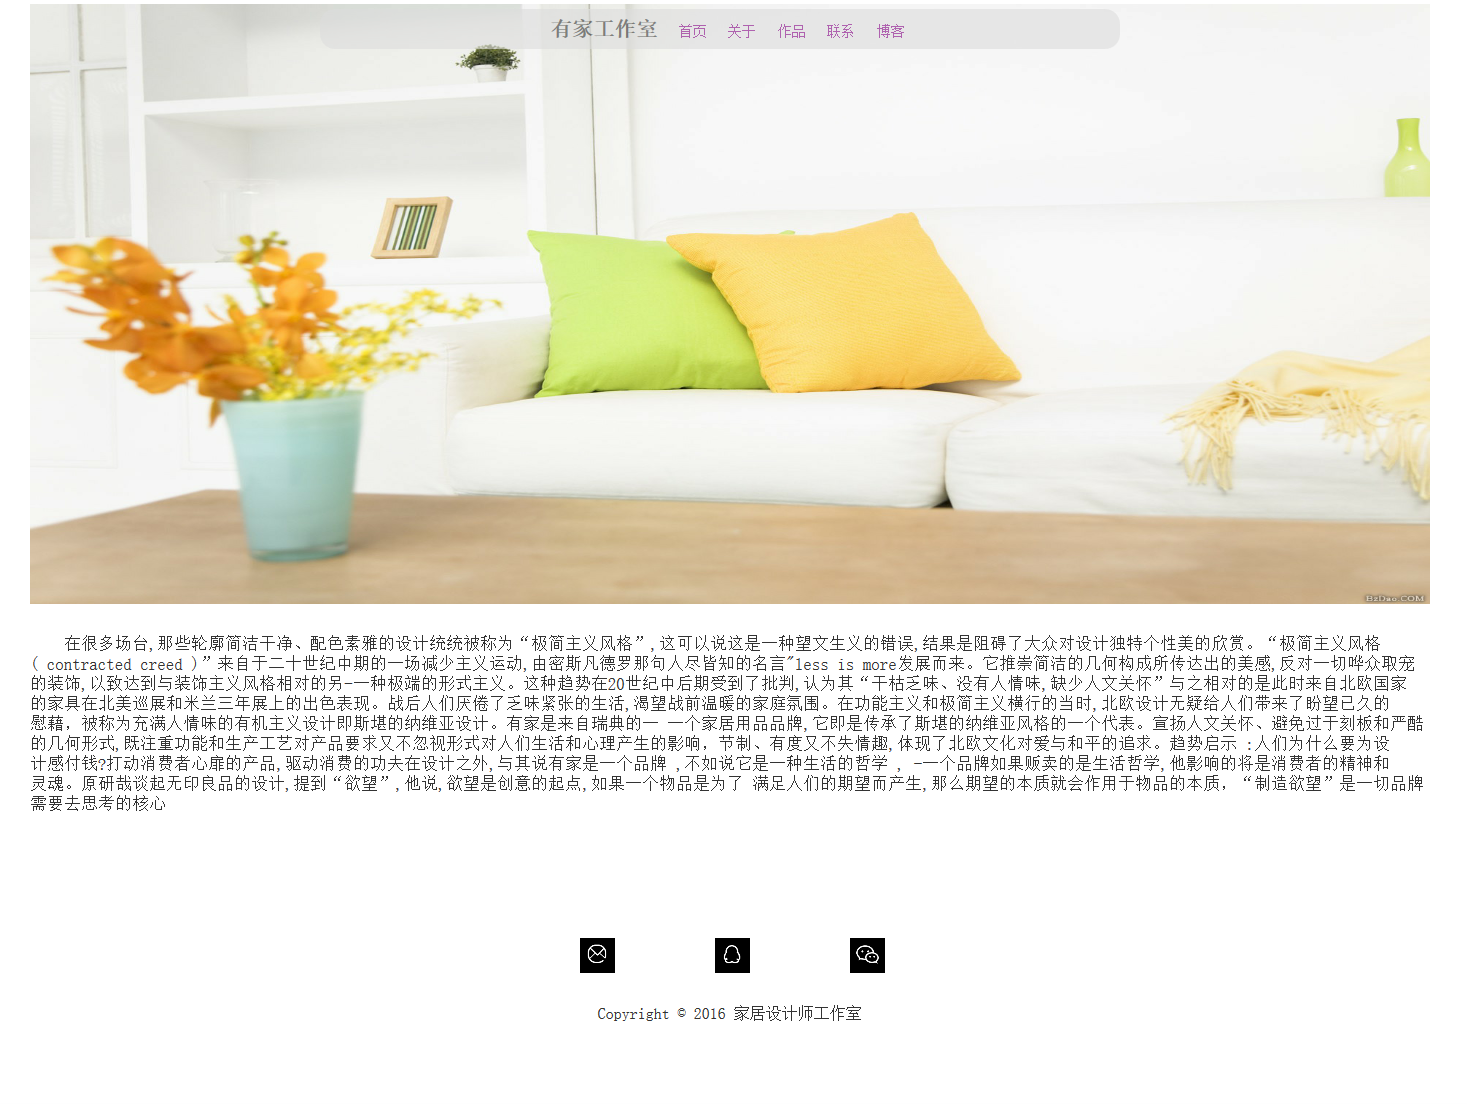 有家工作室 首页 关于 作品 联系 博客
BzDao.COM
在很多场台,那些轮廓简洁干净、配色素雅的设计统统被称为“极简主义风格”,这可以说这是一种望文生义的错误,结果是阻碍了大众对设计独特个性美的欣赏。“极简主义风格
( contracted creed )”来自于二十世纪中期的一场减少主义运动,由密斯凡德罗那句人尽皆知的名言"less is more发展而来。它推崇简洁的几何构成所传达出的美感,反对一切哗众取宠
的装饰,以致达到与装饰主义风格相对的另-一种极端的形式主义。这种趋势在20世纪中后期受到了批判,认为其“干枯乏味、没有人情味,缺少人文关怀”与之相对的是此时来自北欧国家
的家具在北美巡展和米兰三年展上的出色表现。战后人们厌倦了乏味紧张的生活,渴望战前温暖的家庭氛围。在功能主义和极简主义横行的当时,北欧设计无疑给人们带来了盼望已久的
慰藉，被称为充满人情味的有机主义设计即斯堪的纳维亚设计。有家是来自瑞典的一 一个家居用品品牌,它即是传承了斯堪的纳维亚风格的一个代表。宣扬人文关怀、避免过于刻板和严酷
的几何形式,既注重功能和生产工艺对产品要求又不忽视形式对人们生活和心理产生的影响，节制、有度又不失情趣,体现了北欧文化对爱与和平的追求。趋势启示 :人们为什么要为设
计感付钱?打动消费者心扉的产品,驱动消费的功夫在设计之外,与其说有家是一个品牌 ,不如说它是一种生活的哲学 , -一个品牌如果贩卖的是生活哲学,他影响的将是消费者的精神和
灵魂。原研哉谈起无印良品的设计,提到“欲望”,他说,欲望是创意的起点,如果一个物品是为了 满足人们的期望而产生,那么期望的本质就会作用于物品的本质，“制造欲望”是一切品牌
需要去思考的核心
Copyright © 2016 家居设计师工作室